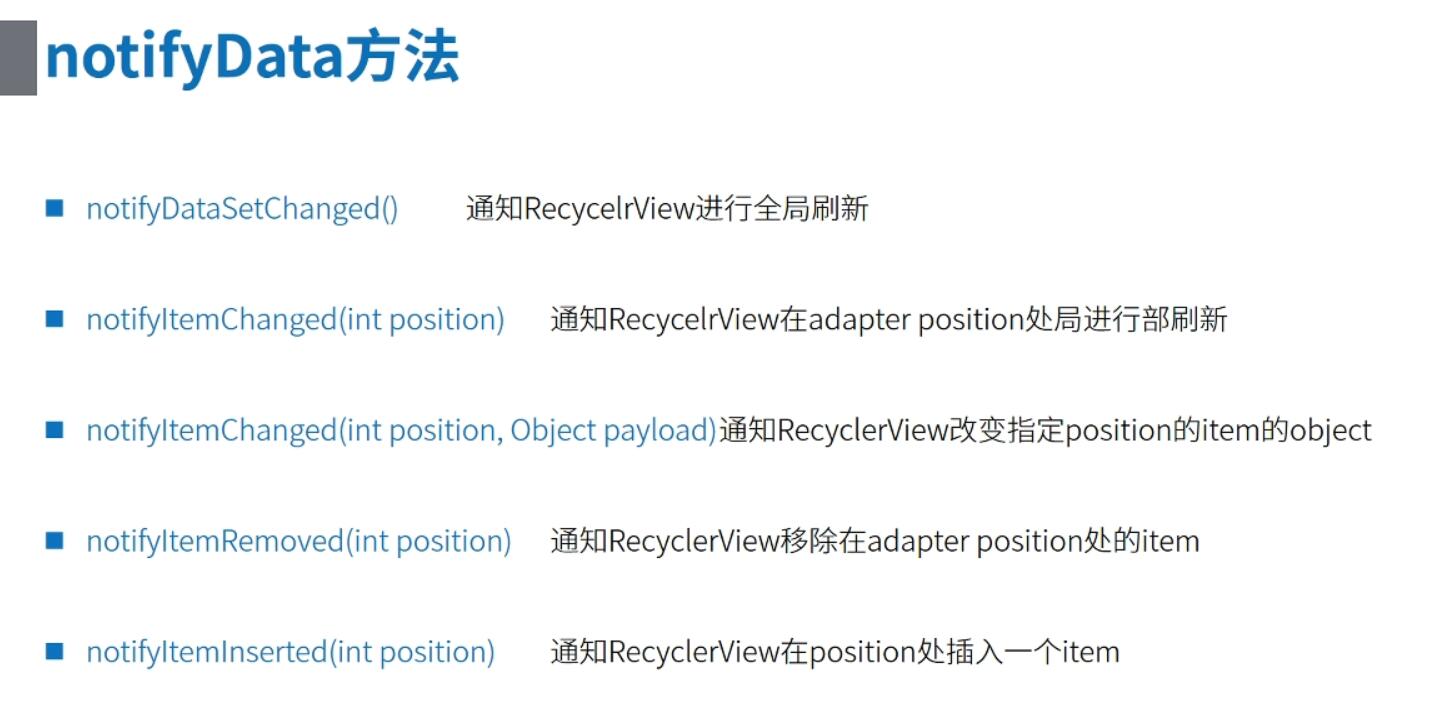 notifyData方法
notifyDataSetChanged() 通知RecycelrView进行全局刷新
notifyItemChanged(int position) 通知RecycelrView在adapter position处局进行部刷新
notifyItemChanged(int position, Object payload)通知RecyclerView改变指定position的item的object
notifyItemRemoved(int position) 通知RecyclerView移除在adapter position处的item
notifyItemInserted(int position) 通知RecyclerView在position处插入一个item